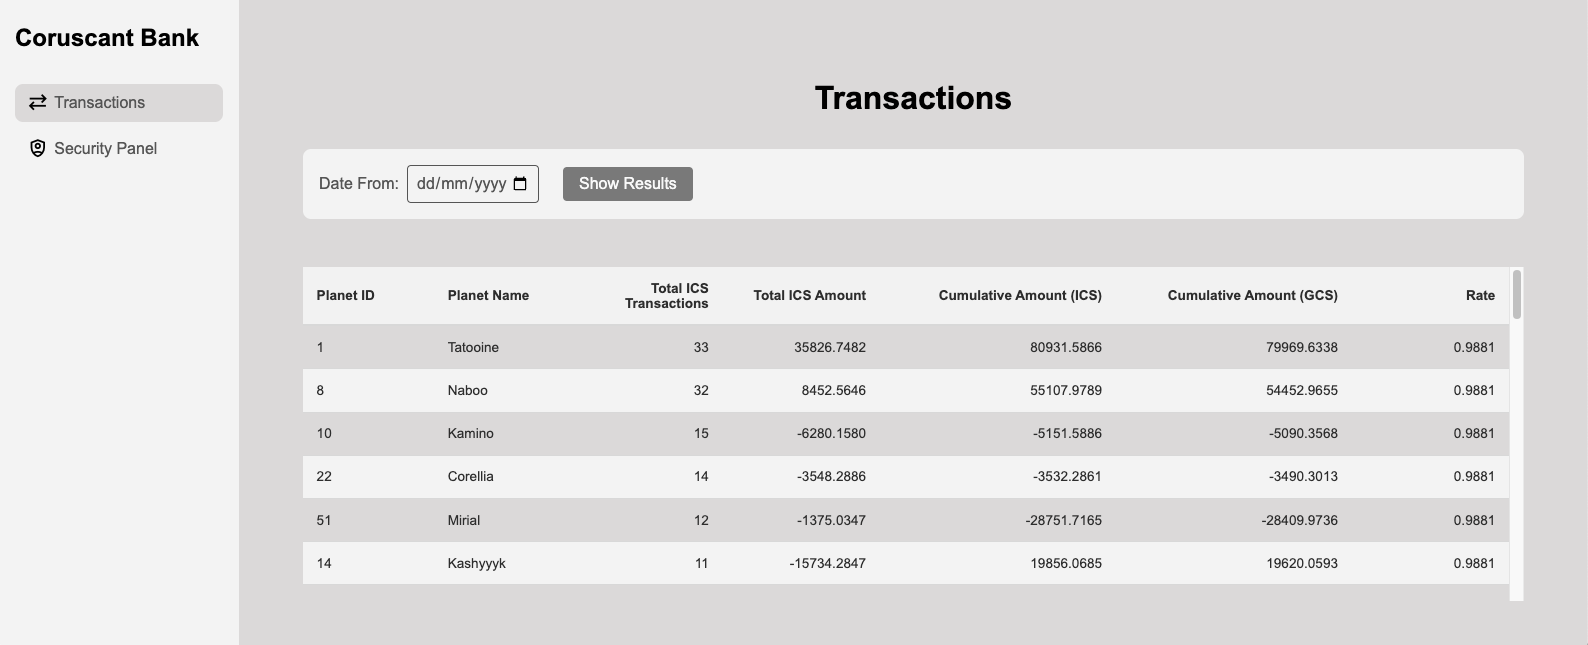 Coruscant Bank
Transactions
Security Panel
Transactions
Date From: dd/mm/yyyy Show Results
Planet ID Planet Name Total ICS Transactions Total ICS Amount Cumulative Amount (ICS) Cumulative Amount (GCS) Rate
1 Tatooine 33 35826.7482 80931.5866 79969.6338 0.9881
8 Naboo 32 8452.5646 55107.9789 54452.9655 0.9881
10 Kamino 15 -6280.1580 -5151.5886 -5090.3568 0.9881
22 Corellia 14 -3548.2886 -3532.2861 -3490.3013 0.9881
51 Mirial 12 -1375.0347 -28751.7165 -28409.9736 0.9881
14 Kashyyyk 11 -15734.2847 19856.0685 19620.0593 0.9881